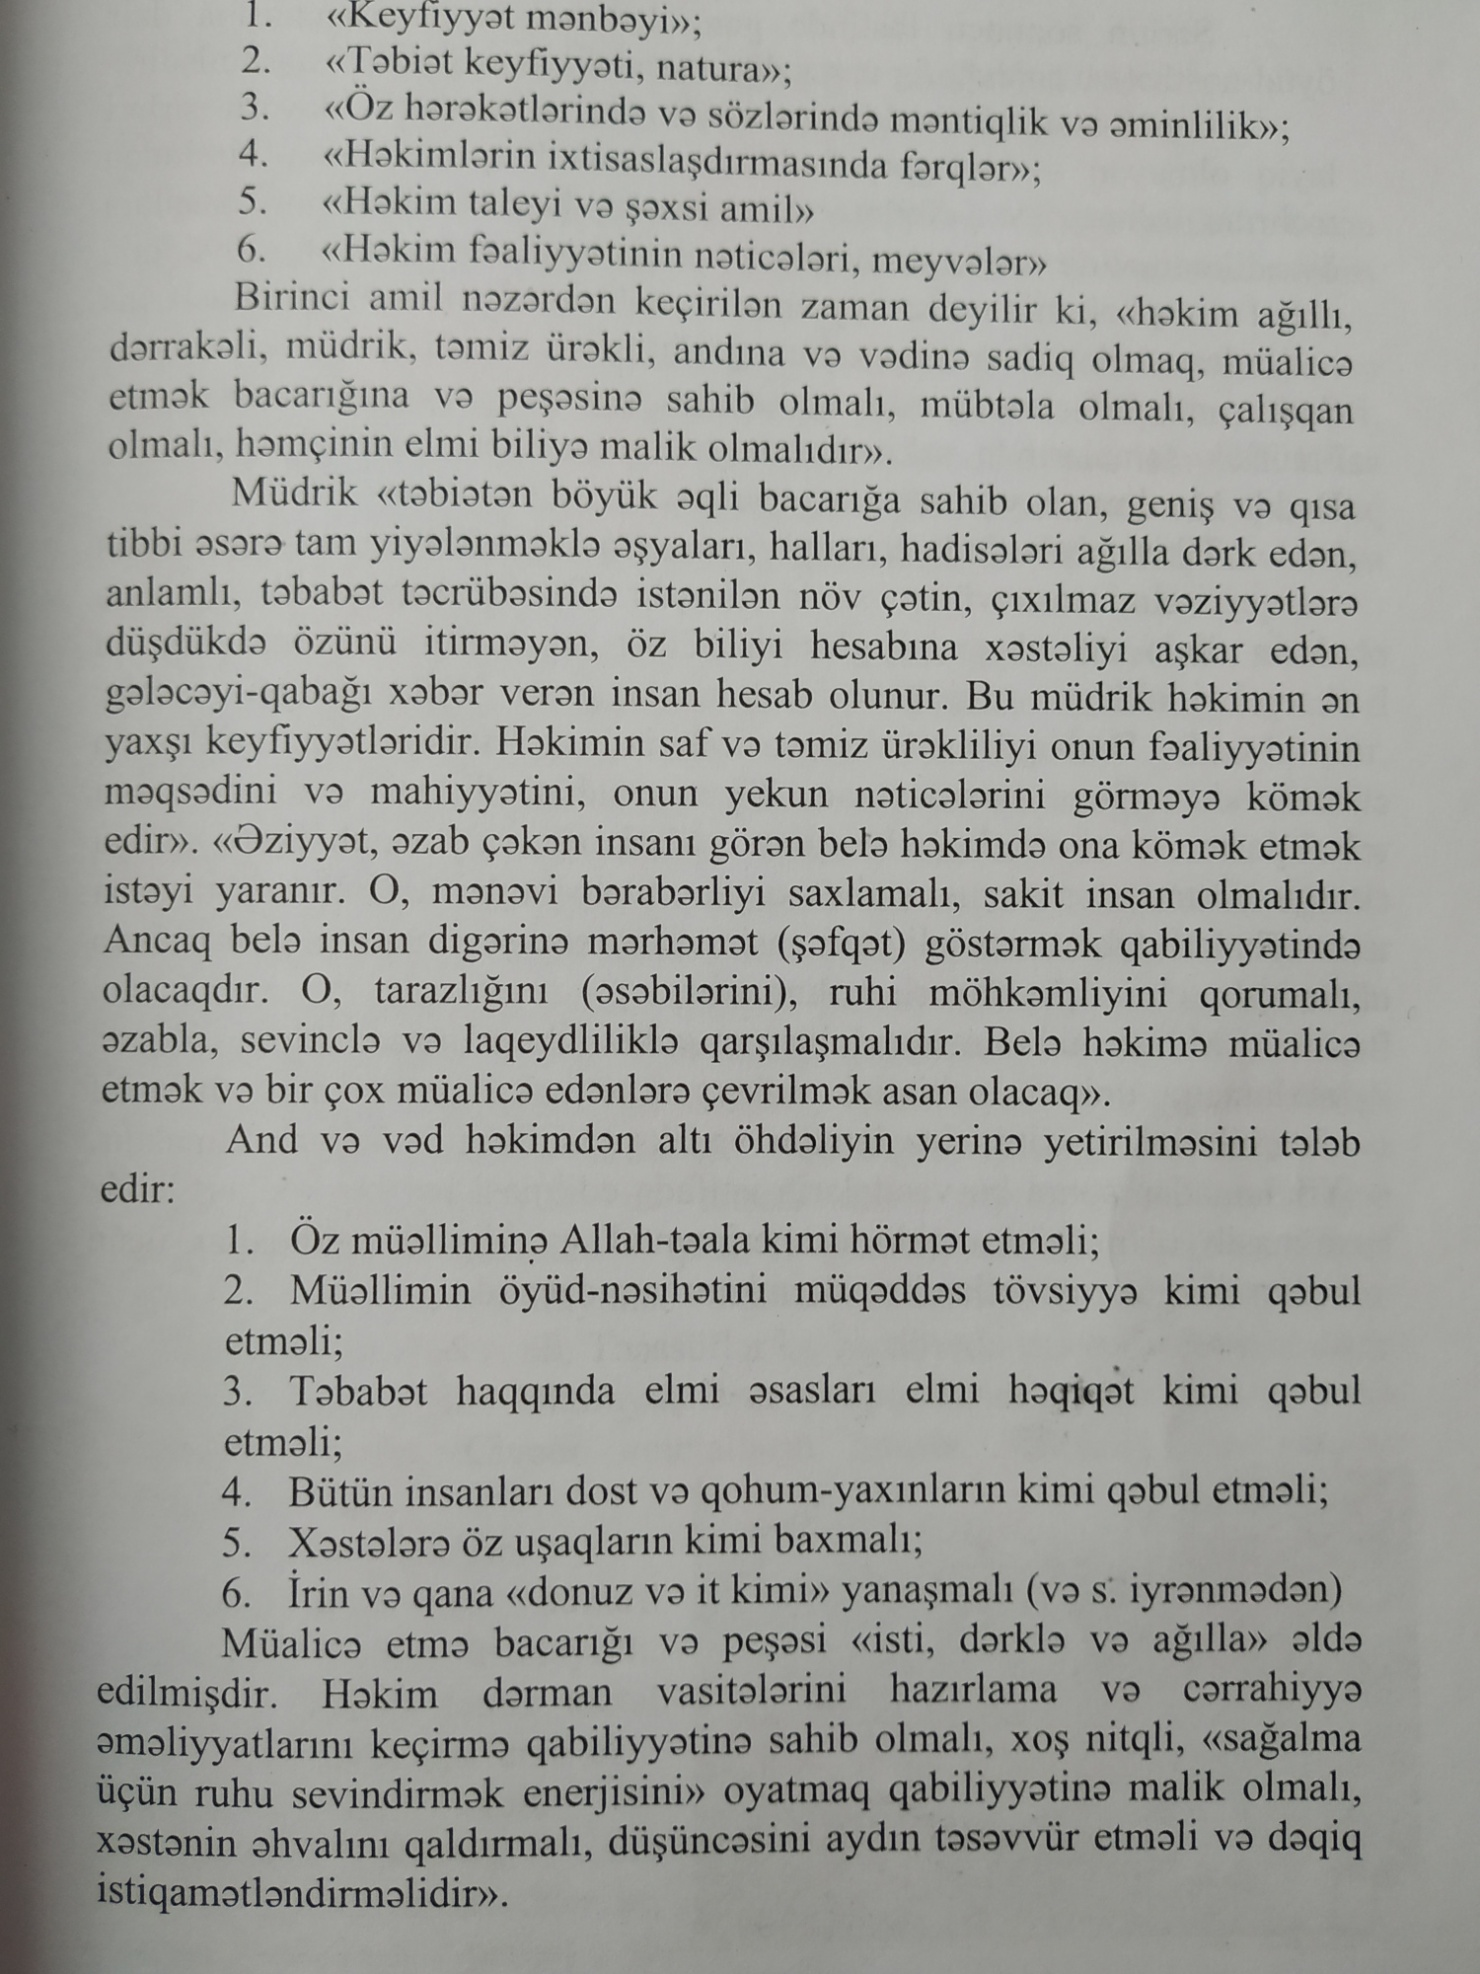 1. «Keyfiyyət mənbəyi»;
2. «Təbiət keyfiyyəti, natura»;
3. «Öz hərəkətlərində və sözlərində məntiqlik və əminlilik»;
4. «Həkimlərin ixtisaslaşdırmasında fərqlər»;
5. «Həkim taleyi və şəxsi amil»
6. «Həkim fəaliyyətinin nəticələri, meyvələr»
Birinci amil nəzərdən keçirilən zaman deyilir ki, «həkim ağıllı,
dərrakəli, müdrik, təmiz ürəkli, andına və vədinə sadiq olmaq, müalicə
etmək bacarığına və peşəsinə sahib olmalı, mübtəla olmalı, çalışqan
olmalı, həmçinin elmi biliyə malik olmalıdır».
Müdrik «təbiətən böyük əqli bacarığa sahib olan, geniş və qısa
tibbi əsərə tam yiyələnməklə əşyaları, halları, hadisələri ağılla dərk edən,
anlamlı, təbabət təcrübəsində istənilən növ çətin, çıxılmaz vəziyyətlərə
düşdükdə özünü itirməyən, öz biliyi hesabına xəstəliyi aşkar edən,
gələcəyi-qabağı xəbər verən insan hesab olunur. Bu müdrik həkimin ən
yaxşı keyfiyyətləridir. Həkimin saf və təmiz ürəkliliyi onun fəaliyyətinin
məqsədini və mahiyyətini, onun yekun nəticələrini görməyə kömək
edir». «Əziyyət, əzab çəkən insanı görən belə həkimdə ona kömək etmək
istəyi yaranır. O, mənəvi bərabərliyi saxlamalı, sakit insan olmalıdır.
Ancaq belə insan digərinə mərhəmət (şəfqət) göstərmək qabiliyyətində
olacaqdır. O, tarazlığını (əsəbilərini), ruhi möhkəmliyini qorumalı,
əzabla, sevinclə və laqeydliliklə qarşılaşmalıdır. Belə həkimə müalicə
etmək və bir çox müalicə edənlərə çevrilmək asan olacaq».
And və vəd həkimdən altı öhdəliyin yerinə yetirilməsini tələb
edir:
1. Öz müəlliminə Allah-təala kimi hörmət etməli;
2. Müəllimin öyüd-nəsihətini müqəddəs tövsiyyə kimi qəbul
etməli;
3. Təbabət haqqında elmi əsasları elmi həqiqət kimi qəbul
etməli;
4. Bütün insanları dost və qohum-yaxınların kimi qəbul etməli;
5. Xəstələrə öz uşaqların kimi baxmalı;
6. İrin və qana «donuz və it kimi» yanaşmalı (və s. iyrənmədən)
Müalicə etmə bacarığı və peşəsi «isti, dərklə və ağılla» əldə
edilmişdir. Həkim dərman vasitələrini hazırlama və cərrahiyyə
əməliyyatlarını keçirmə qabiliyyətinə sahib olmalı, xoş nitqli, «sağalma
üçün ruhu sevindirmək enerjisini» oyatmaq qabiliyyətinə malik olmalı,
xəstənin əhvalını qaldırmalı, düşüncəsini aydın təsəvvür etməli və dəqiq
istiqamətləndirməlidir».